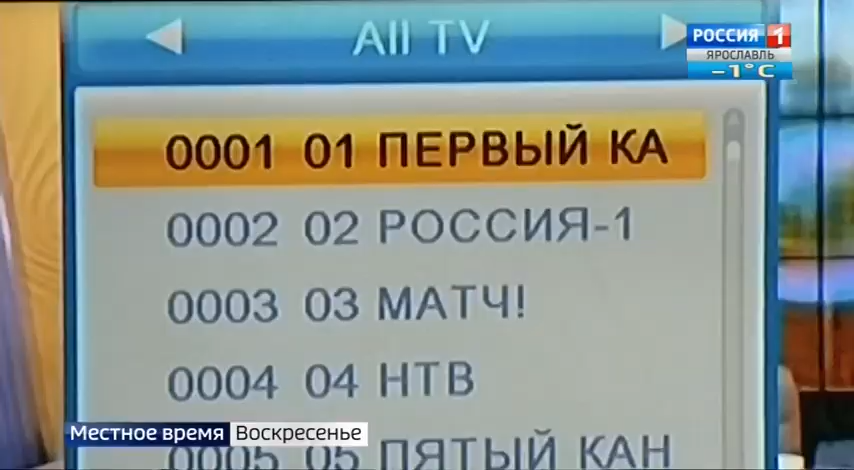 All TV
РОССИЯ 1
ЯРОСЛАВЛЬ
-1°C
0001 01 ПЕРВЫЙ КА
0002 02 РОССИЯ-1
0003 03 МАТЧ!
0004 04 НТВ
Местное время Воскресенье
0005 05 ПЯТЫЙ КАН